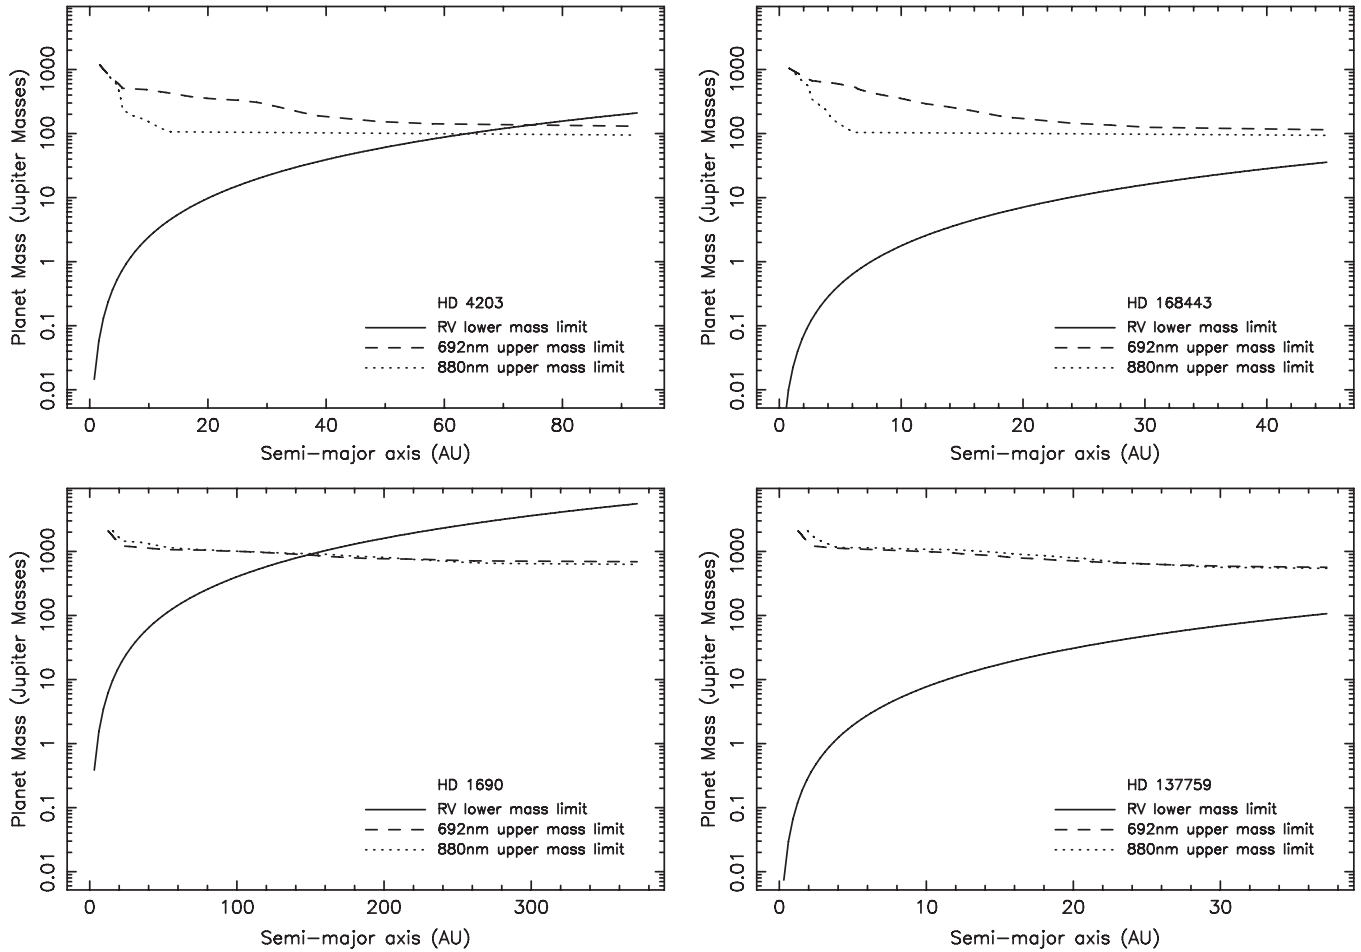 Planet Mass (Jupiter Masses)
1000
100
10
1
0.1
0.01
HD 4203
RV lower mass limit
692nm upper mass limit
880nm upper mass limit
0 20 40 60 80
Semi-major axis (AU)
Planet Mass (Jupiter Masses)
1000
100
10
1
0.1
0.01
HD 168443
RV lower mass limit
692nm upper mass limit
880nm upper mass limit
0 10 20 30 40
Semi-major axis (AU)
Planet Mass (Jupiter Masses)
1000
100
10
1
0.1
0.01
HD 1690
RV lower mass limit
692nm upper mass limit
880nm upper mass limit
0 100 200 300
Semi-major axis (AU)
Planet Mass (Jupiter Masses)
1000
100
10
1
0.1
0.01
HD 137759
RV lower mass limit
692nm upper mass limit
880nm upper mass limit
0 10 20 30
Semi-major axis (AU)